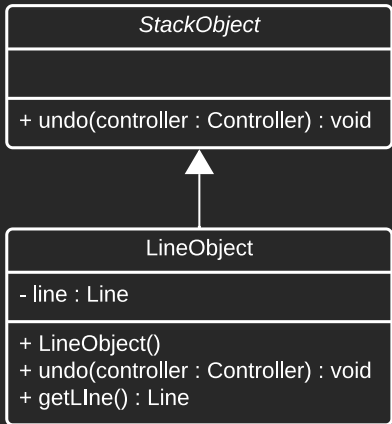 StackObject
+ undo(controller : Controller) : void
LineObject
- line : Line
+ LineObject()
+ undo(controller : Controller) : void
+ getLIne() : Line